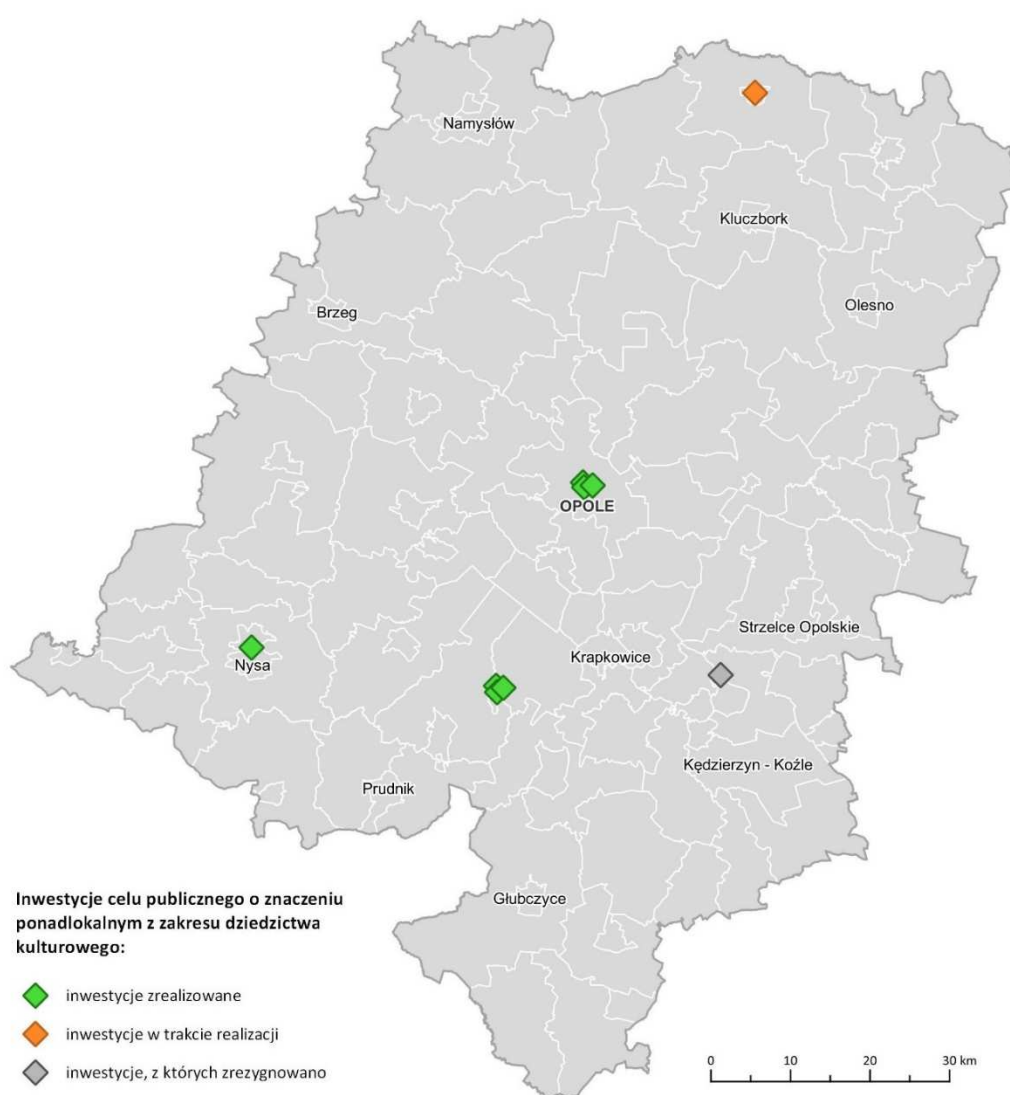 Namysłów
Kluczbork
Olesno
Brzeg
OPOLE
Strzelce Opolskie
Krapkowice
Nysa
Kędzierzyn - Koźle
Prudnik
Głubczyce
Inwestycje celu publicznego o znaczeniu
ponadlokalnym z zakresu dziedzictwa
kulturowego:
inwestycje zrealizowane
inwestycje w trakcie realizacji
inwestycje, z których zrezygnowano
0 10 20 30 km